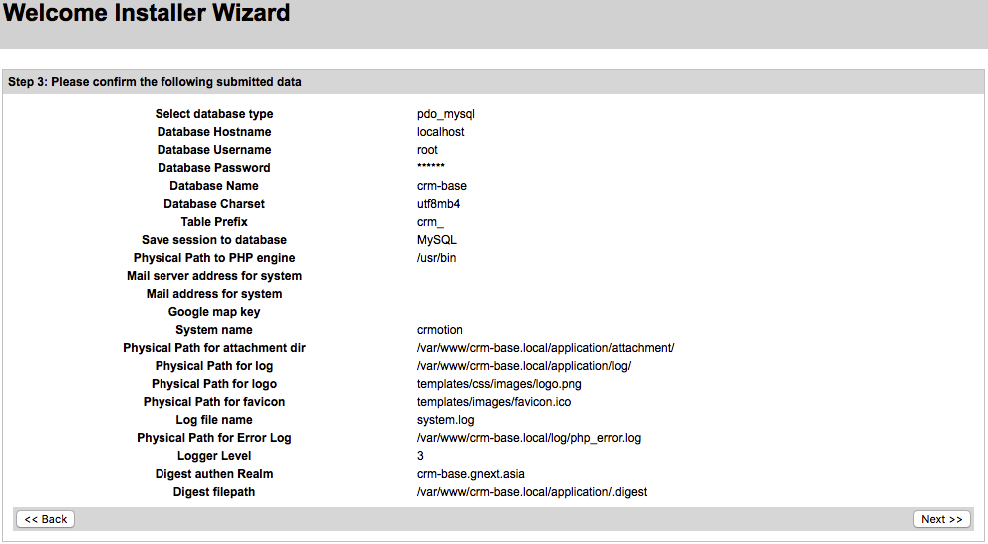 Welcome Installer Wizard
Step 3: Please confirm the following submitted data
Select database type pdo_mysql
Database Hostname localhost
Database Username root
Database Password ******
Database Name crm-base
Database Charset utf8mb4
Table Prefix crm_
Save session to database MySQL
Physical Path to PHP engine /usr/bin
Mail server address for system
Mail address for system
Google map key
System name crmotion
Physical Path for attachment dir /var/www/crm-base.local/application/attachment/
Physical Path for log /var/www/crm-base.local/application/log/
Physical Path for logo templates/css/images/logo.png
Physical Path for favicon templates/images/favicon.ico
Log file name system.log
Physical Path for Error Log /var/www/crm-base.local/log/php_error.log
Logger Level 3
Digest authen Realm crm-base.gnext.asia
Digest filepath /var/www/crm-base.local/application/.digest
<< Back Next >>